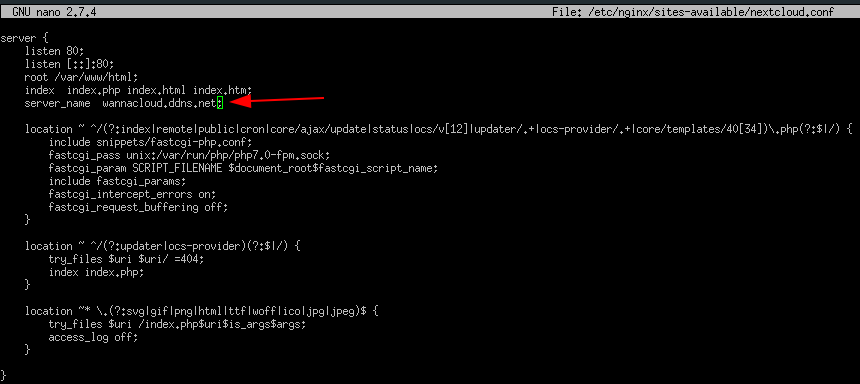 GNU nano 2.7.4 File: /etc/nginx/sites-available/nextcloud.conf
server {
listen 80;
listen [::]:80;
root /var/www/html;
index  index.php index.html index.htm;
server_name  wannacloud.ddns.net;
location ~ ^/(?:index|remote|public|cron|core/ajax/update|status|ocs/v[12]|updater/.+|ocs-provider/.+|core/templates/40[34])\.php(?:$|/) {
include snippets/fastcgi-php.conf;
fastcgi_pass unix:/var/run/php/php7.0-fpm.sock;
fastcgi_param SCRIPT_FILENAME $document_root$fastcgi_script_name;
include fastcgi_params;
fastcgi_intercept_errors on;
fastcgi_request_buffering off;
}
location ~ ^/(?:updater|ocs-provider)(?:$|/) {
try_files $uri $uri/ =404;
index index.php;
}
location ~* \.(?:svg|gif|png|html|ttf|woff|ico|jpg|jpeg)$ {
try_files $uri /index.php$uri$is_args$args;
access_log off;
}
}